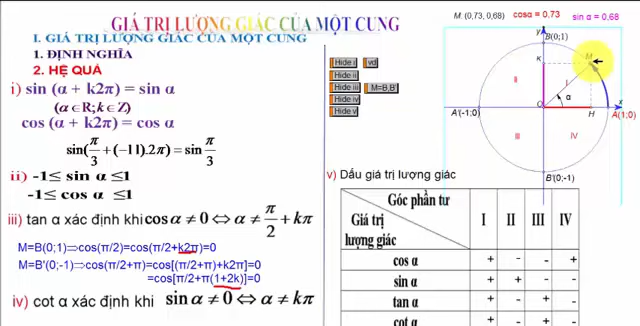 GIÁ TRỊ LƯỢNG GIÁC CỦA MỘT CUNG
I. GIÁ TRỊ LƯỢNG GIÁC CỦA MỘT CUNG
1. ĐỊNH NGHĨA
2. HỆ QUẢ
i) sin (α + k2π) = sin α
(α ∈ R; k ∈ Z)
cos (α + k2π) = cos α
sin(π/3 + (−11).2π) = sin π/3
ii) -1≤ sin α ≤1
-1≤ cos α ≤1
iii) tan α xác định khi cos α ≠ 0 ⇔ α ≠ π/2 + kπ
M=B(0;1)⇒cos(π/2)=cos(π/2+k2π)=0
M=B'(0;-1)⇒cos(π/2+π)=cos[(π/2+π)+k2π]=0
=cos[π/2+π(1+2k)]=0
iv) cot α xác định khi sin α ≠ 0 ⇔ α ≠ kπ
Hide i vd
Hide ii
Hide iii M=B,B'
Hide iv
Hide v
M: (0,73, 0,68) cosα = 0,73 sin α = 0,68
y
B(0;1)
K
M
II
I
α
A'(-1;0)
O
H
x
A(1;0)
III
IV
B'(0;-1)
v) Dấu giá trị lượng giác
Góc phần tư I II III IV
Giá trị lượng giác
cos α + - - +
sin α + + - -
tan α + - + -
cot α + - + -